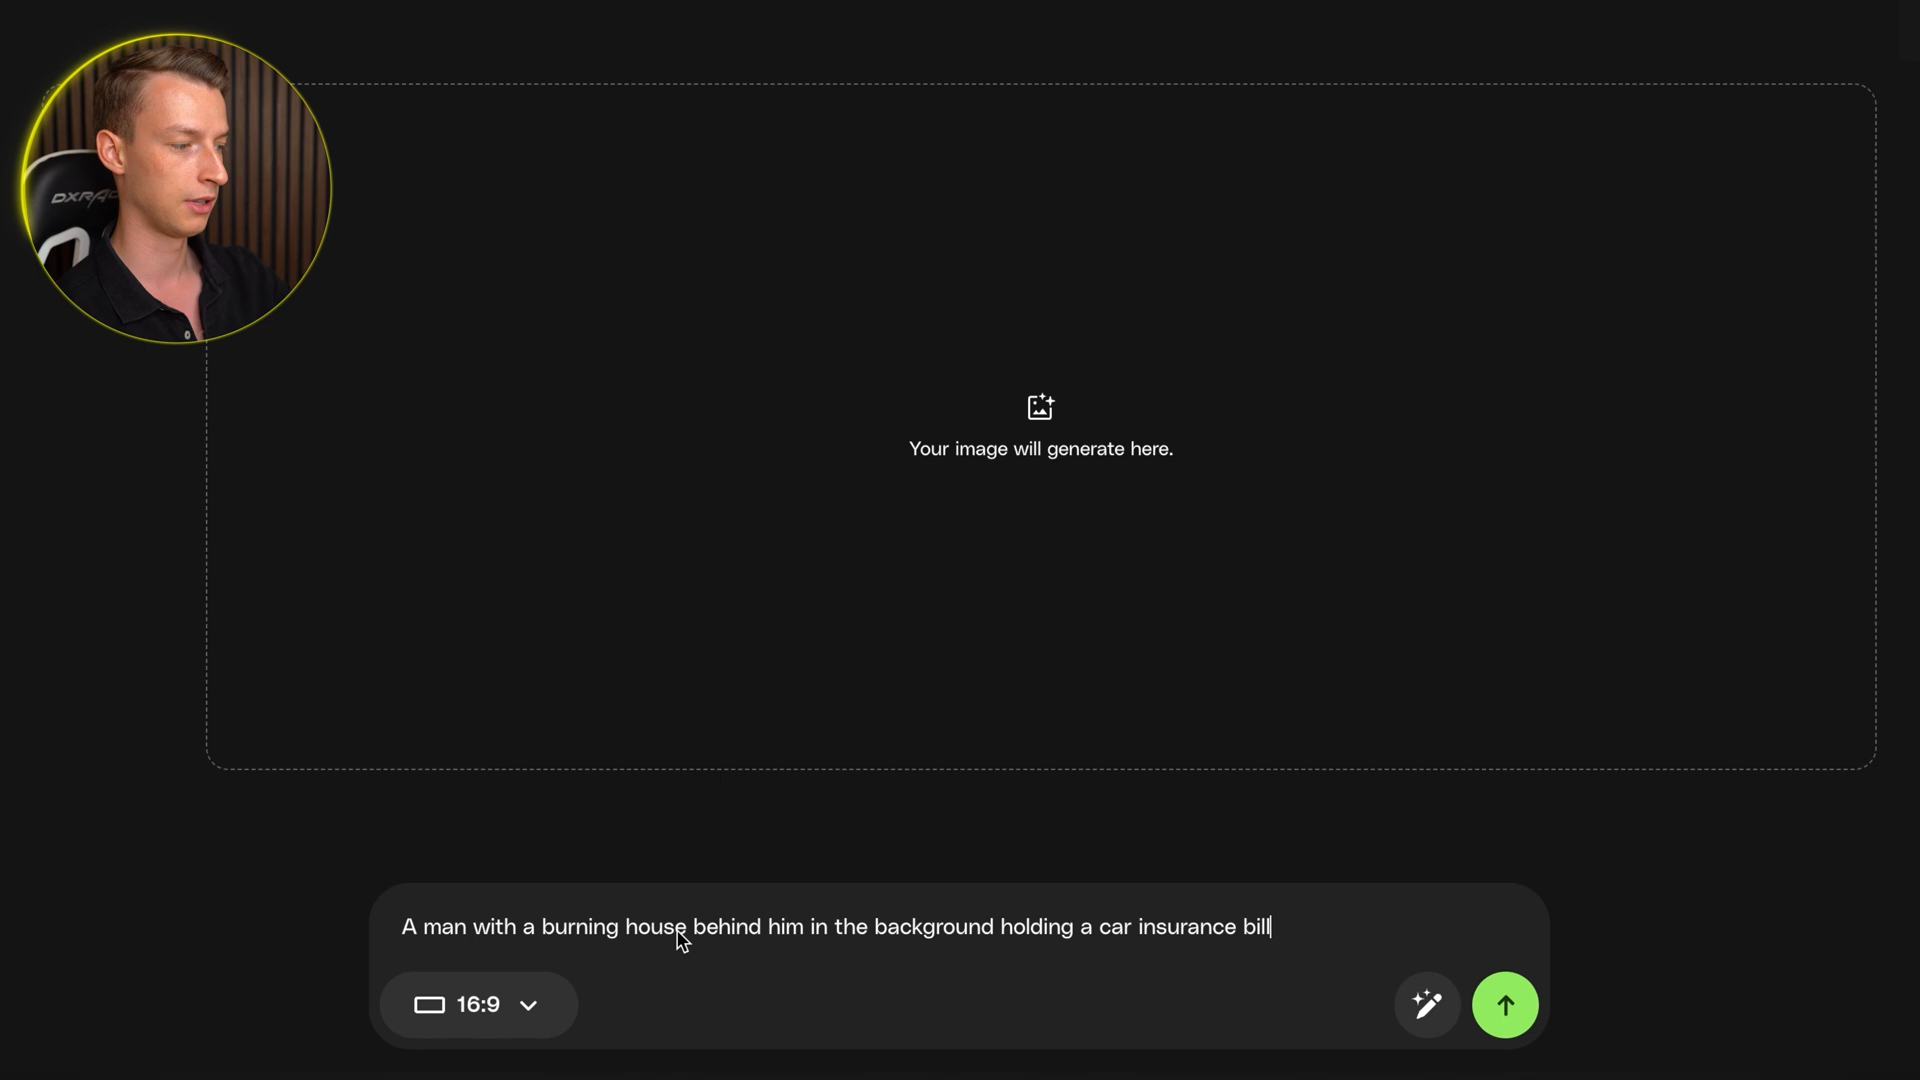 Your image will generate here.
A man with a burning house behind him in the background holding a car insurance bill
16:9